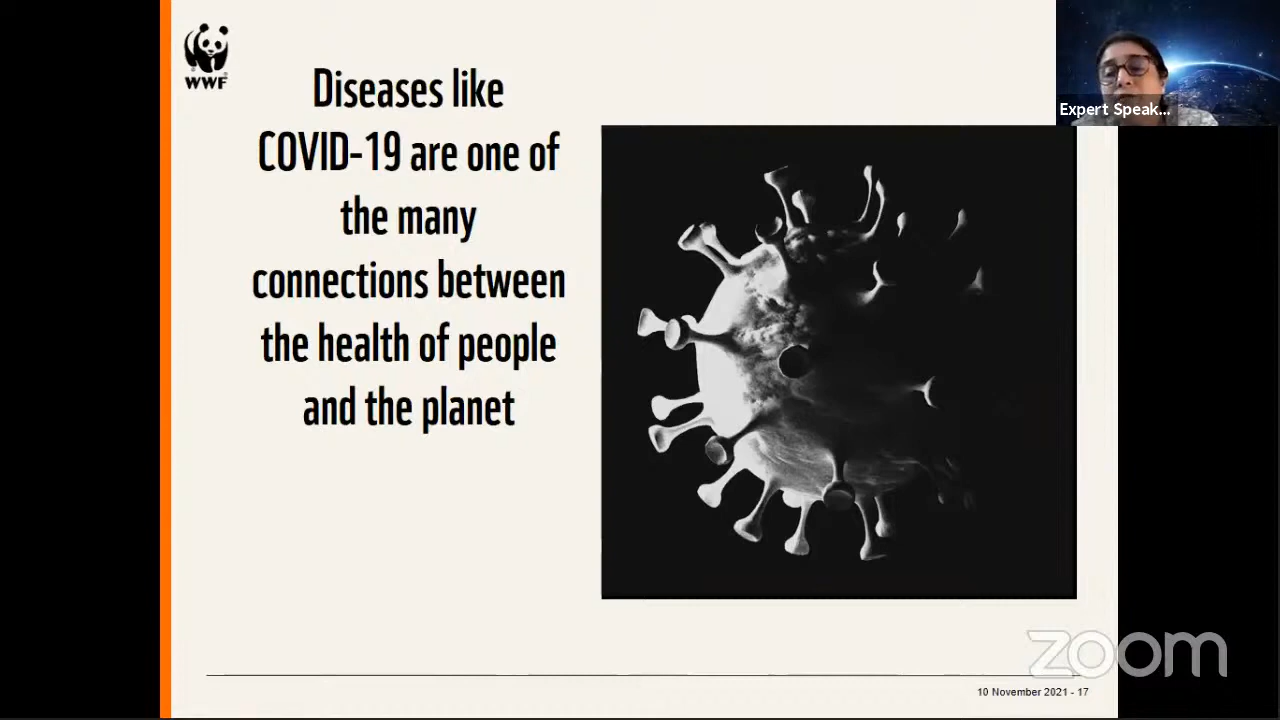 WWF
Diseases like
COVID-19 are one of
the many
connections between
the health of people
and the planet
Expert Speak...
zoom
10 November 2021 - 17